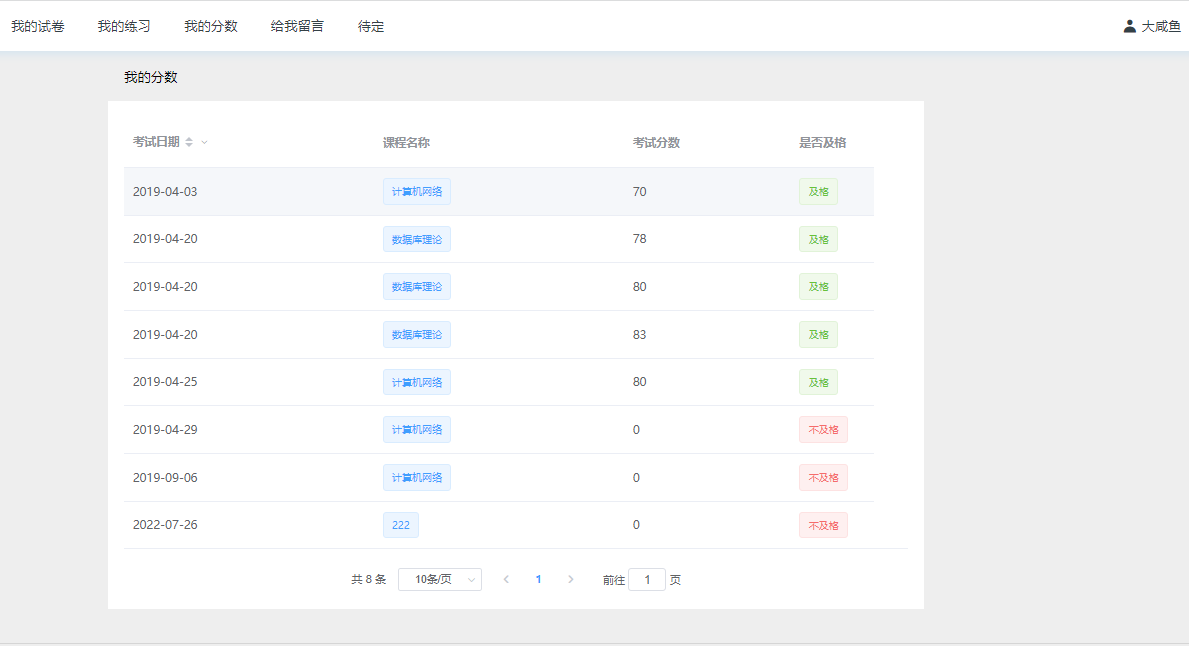 我的试卷 我的练习 我的分数 给我留言 待定 大咸鱼
我的分数
考试日期 课程名称 考试分数 是否及格
2019-04-03 计算机网络 70 及格
2019-04-20 数据库理论 78 及格
2019-04-20 数据库理论 80 及格
2019-04-20 数据库理论 83 及格
2019-04-25 计算机网络 80 及格
2019-04-29 计算机网络 0 不及格
2019-09-06 计算机网络 0 不及格
2022-07-26 222 0 不及格
共 8 条 10条/页 1 前往 1 页